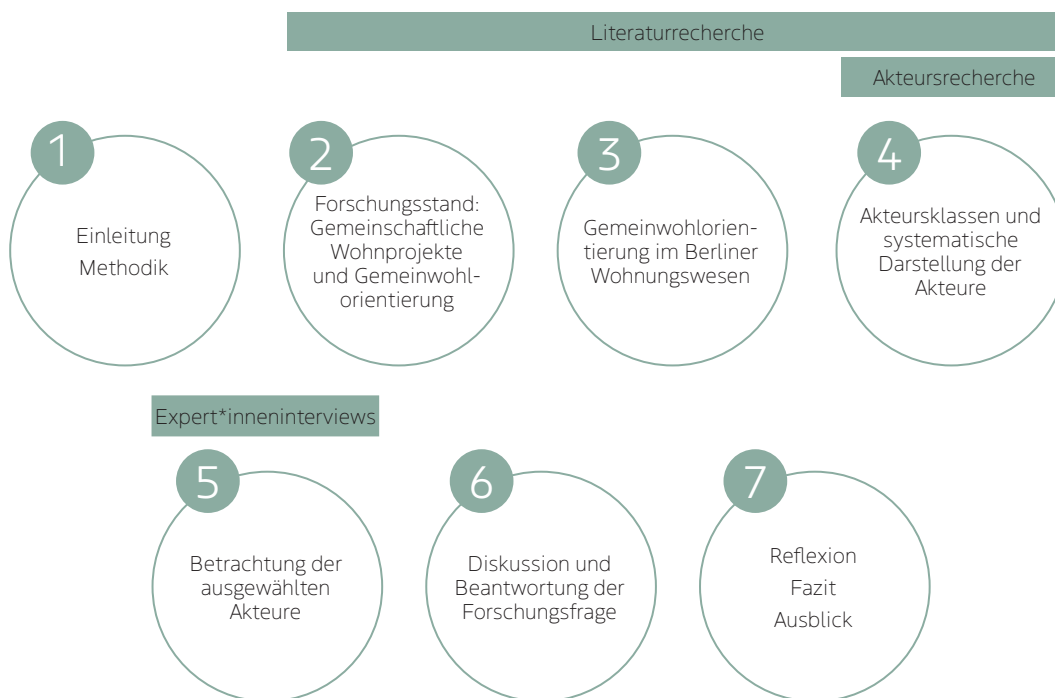 Literaturrecherche
Akteursrecherche
1
Einleitung
Methodik
2
Forschungsstand:
Gemeinschaftliche
Wohnprojekte
und Gemeinwohl-
orientierung
3
Gemeinwohlorien-
tierung im Berliner
Wohnungswesen
4
Akteursklassen und
systematische
Darstellung der
Akteure
Expert*inneninterviews
5
Betrachtung der
ausgewählten
Akteure
6
Diskussion und
Beantwortung der
Forschungsfrage
7
Reflexion
Fazit
Ausblick